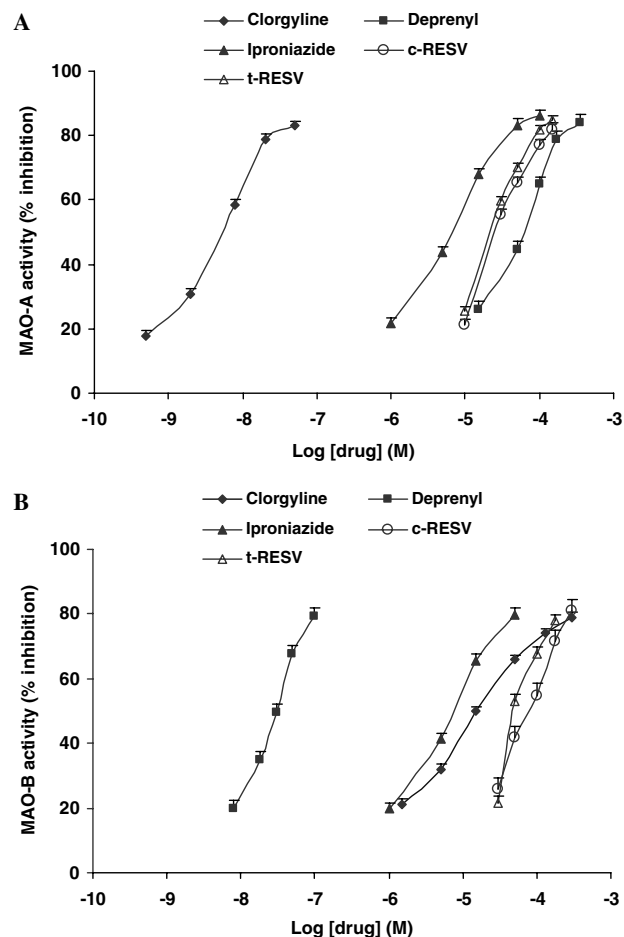 A
Clorgyline Deprenyl
Iproniazide c-RESV
t-RESV
MAO-A activity (% inhibition)
100
80
60
40
20
0
-10 -9 -8 -7 -6 -5 -4 -3
Log [drug] (M)
B
Clorgyline Deprenyl
Iproniazide c-RESV
t-RESV
MAO-B activity (% inhibition)
100
80
60
40
20
0
-10 -9 -8 -7 -6 -5 -4 -3
Log [drug] (M)